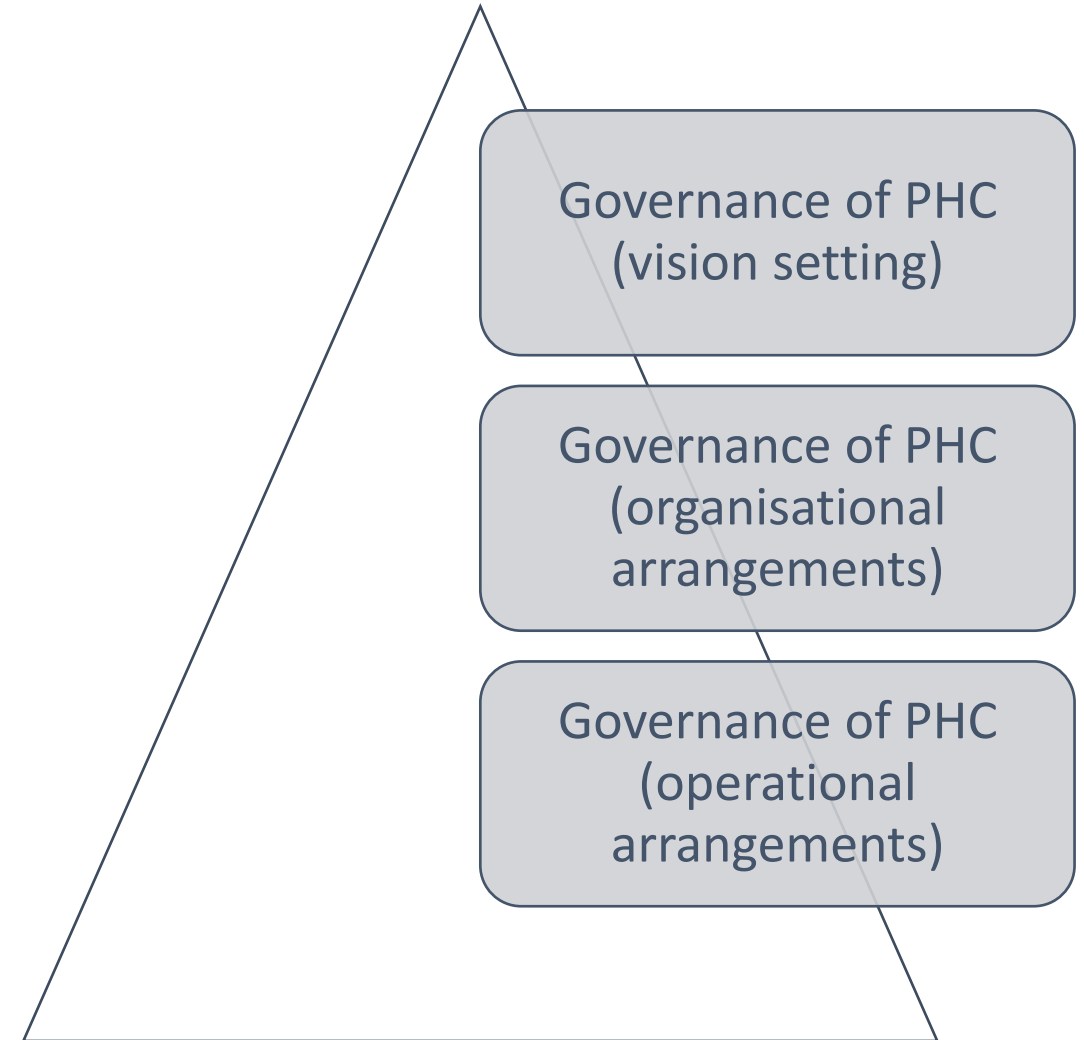 Governance of PHC
(vision setting)
Governance of PHC
(organisational
arrangements)
Governance of PHC
(operational
arrangements)